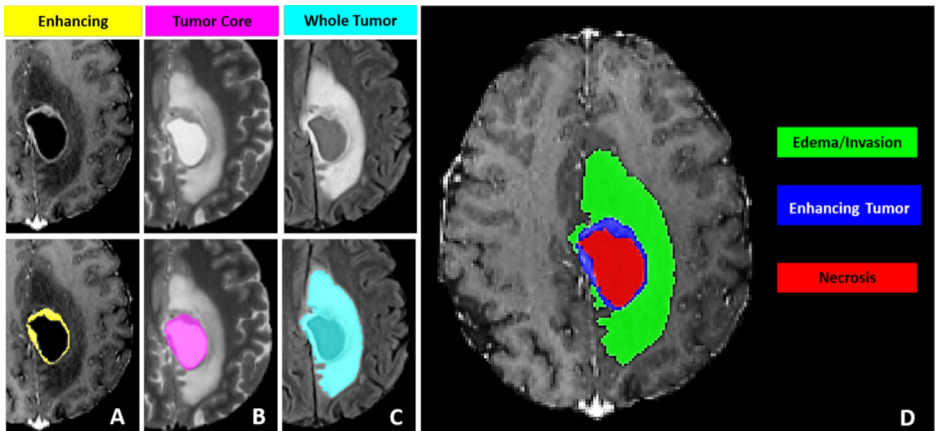 Enhancing
Tumor Core
Whole Tumor
Edema/Invasion
Enhancing Tumor
Necrosis
A
B
C
D